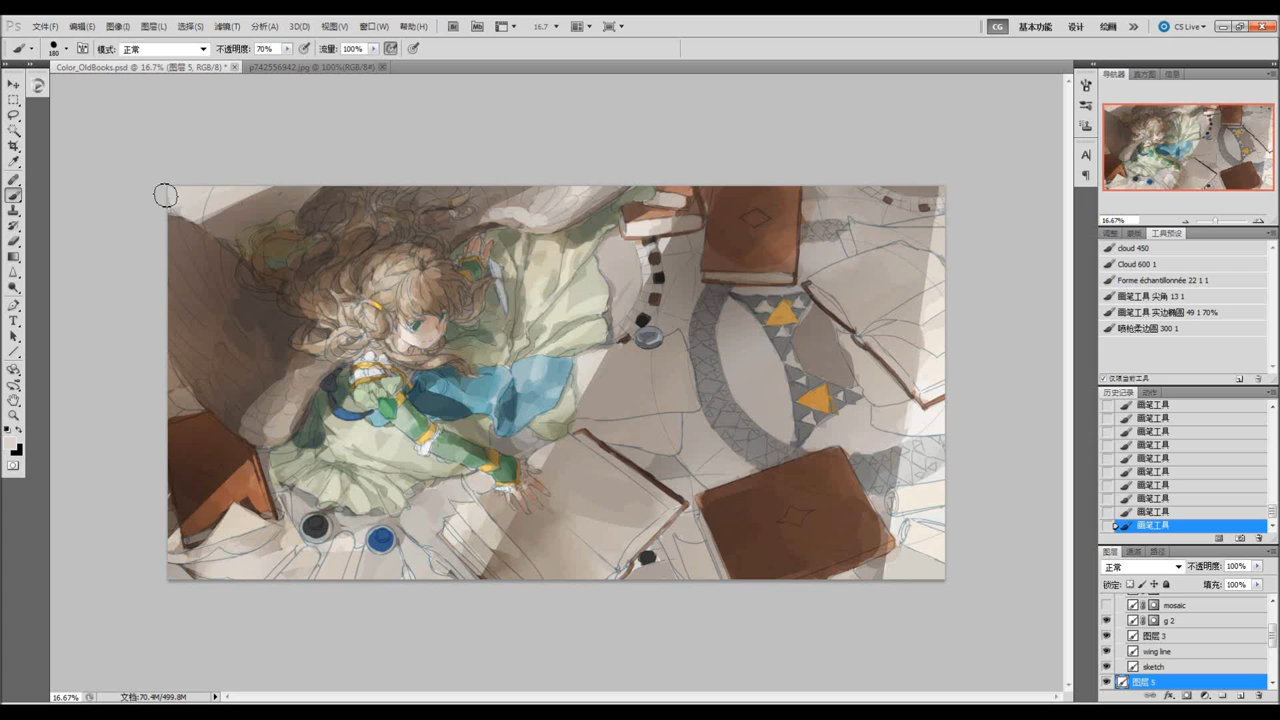 Ps 文件(F) 编辑(E) 图像(I) 图层(L) 选择(S) 滤镜(T) 分析(A) 3D(D) 视图(V) 窗口(W) 帮助(H) Br Mb 16.7 CG 基本功能 设计 绘画 CS Live
180 模式: 正常 不透明度: 70% 流量: 100%
Color_OldBooks.psd @ 16.7% (图层 5, RGB/8) * p742556942.jpg @ 100%(RGB/8#)
导航器 直方图 信息
16.67%
调整 蒙版 工具预设
cloud 450
Cloud 600 1
Forme échantillonnée 22 1 1
画笔工具 尖角 13 1
画笔工具 实边椭圆 49 1 70%
喷枪柔边圆 300 1
仅限当前工具
历史记录 动作
画笔工具
画笔工具
画笔工具
画笔工具
画笔工具
画笔工具
画笔工具
画笔工具
画笔工具
画笔工具
图层 通道 路径
正常 不透明度: 100%
锁定: 填充: 100%
mosaic
g 2
图层 3
wing line
sketch
图层 5
16.67% 文档:70.4M/499.8M